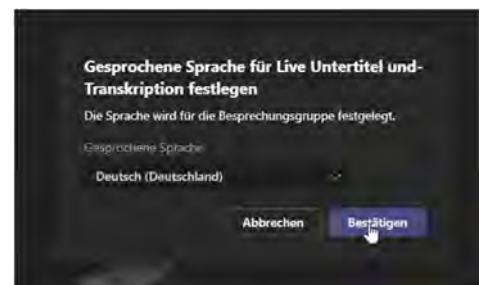 Gesprochene Sprache für Live Untertitel und-
Transkription festlegen
Die Sprache wird für die Besprechungsgruppe festgelegt.
Gesprochene Sprache
Deutsch (Deutschland)
Abbrechen Bestätigen